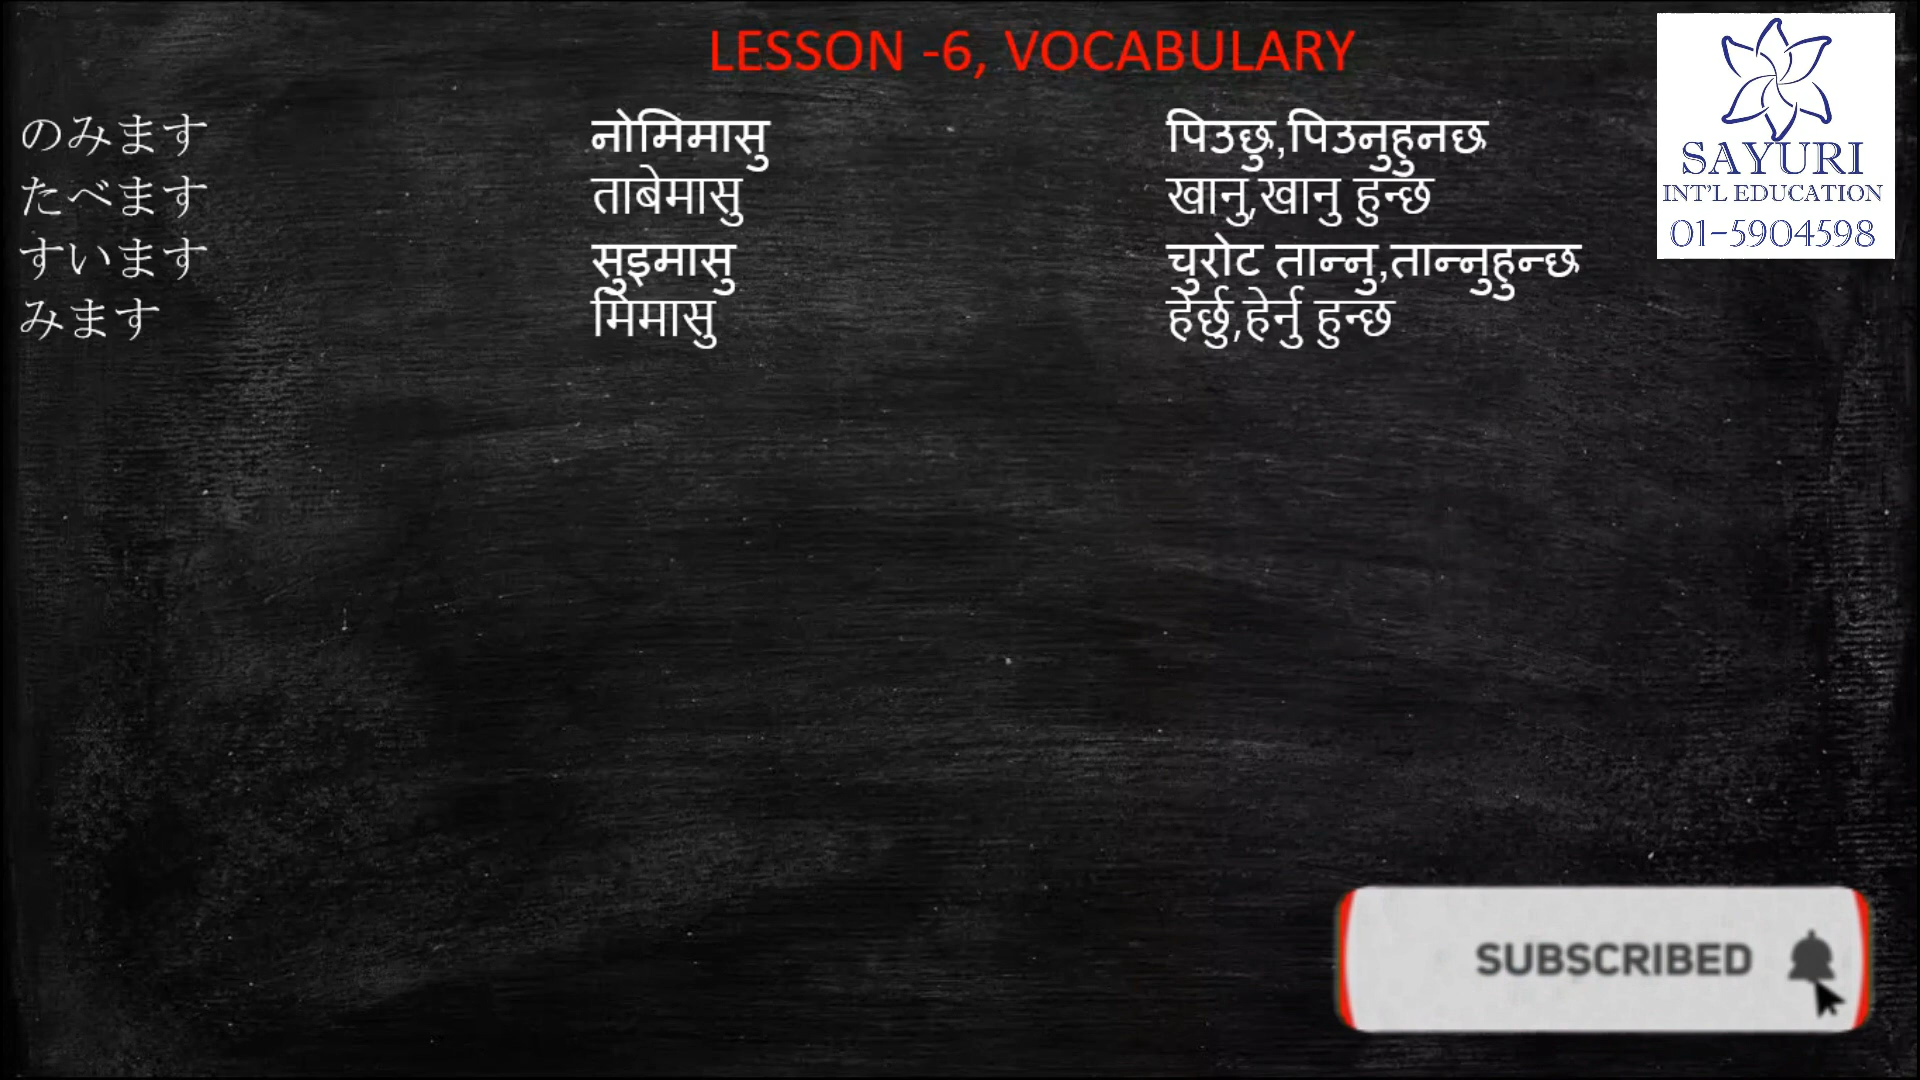 LESSON -6, VOCABULARY
のみます नोमिमासु पिउछु,पिउनुहुनछ
たべます ताबेमासु खानु,खानु हुन्छ
すいます सुइमासु चुरोट तान्नु,तान्नुहुन्छ
みます मिमासु हेर्छु,हेर्नु हुन्छ
SAYURI
INT'L EDUCATION
01-5904598
SUBSCRIBED